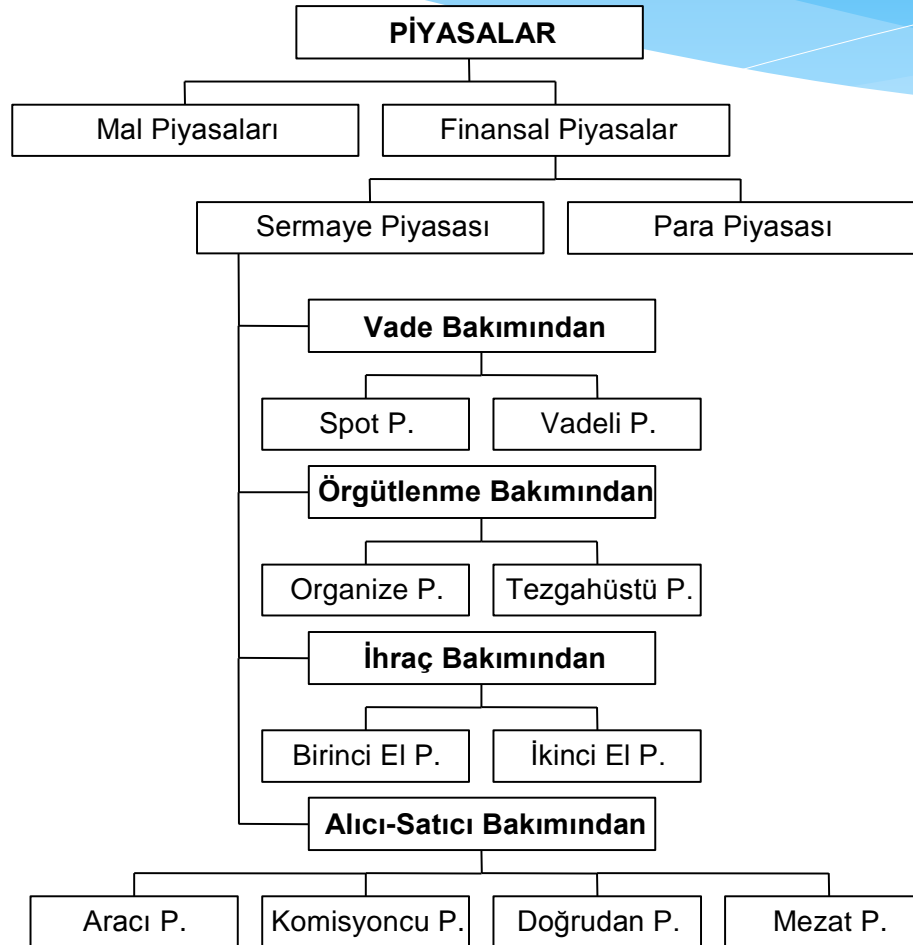 PİYASALAR
Mal Piyasaları
Finansal Piyasalar
Sermaye Piyasası
Para Piyasası
Vade Bakımından
Spot P.
Vadeli P.
Örgütlenme Bakımından
Organize P.
Tezgahüstü P.
İhraç Bakımından
Birinci El P.
İkinci El P.
Alıcı-Satıcı Bakımından
Aracı P.
Komisyoncu P.
Doğrudan P.
Mezat P.